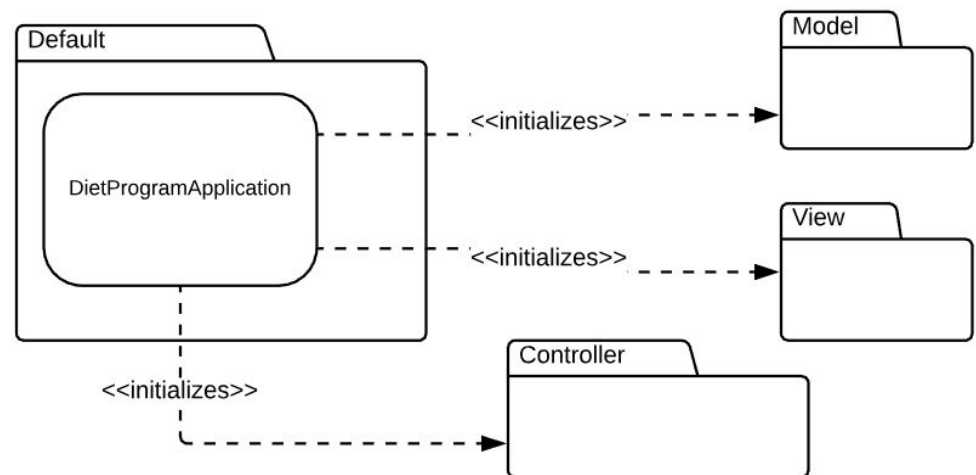 Default
Model
<<initializes>>
DietProgramApplication
View
<<initializes>>
Controller
<<initializes>>